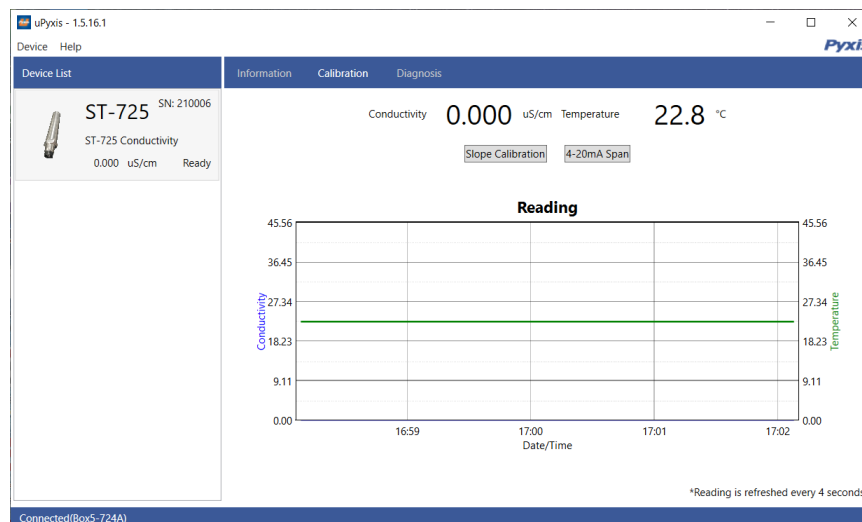 uPyxis - 1.5.16.1
Device Help
Pyxis
Device List
Information Calibration Diagnosis
ST-725 SN: 210006
ST-725 Conductivity
0.000 uS/cm Ready
Conductivity 0.000 uS/cm Temperature 22.8 °C
Slope Calibration 4-20mA Span
Reading
45.56 45.56
36.45 36.45
27.34 27.34
18.23 18.23
9.11 9.11
0.00 0.00
Conductivity
Temperature
16:59 17:00 17:01 17:02
Date/Time
*Reading is refreshed every 4 seconds
Connected(Box5-724A)